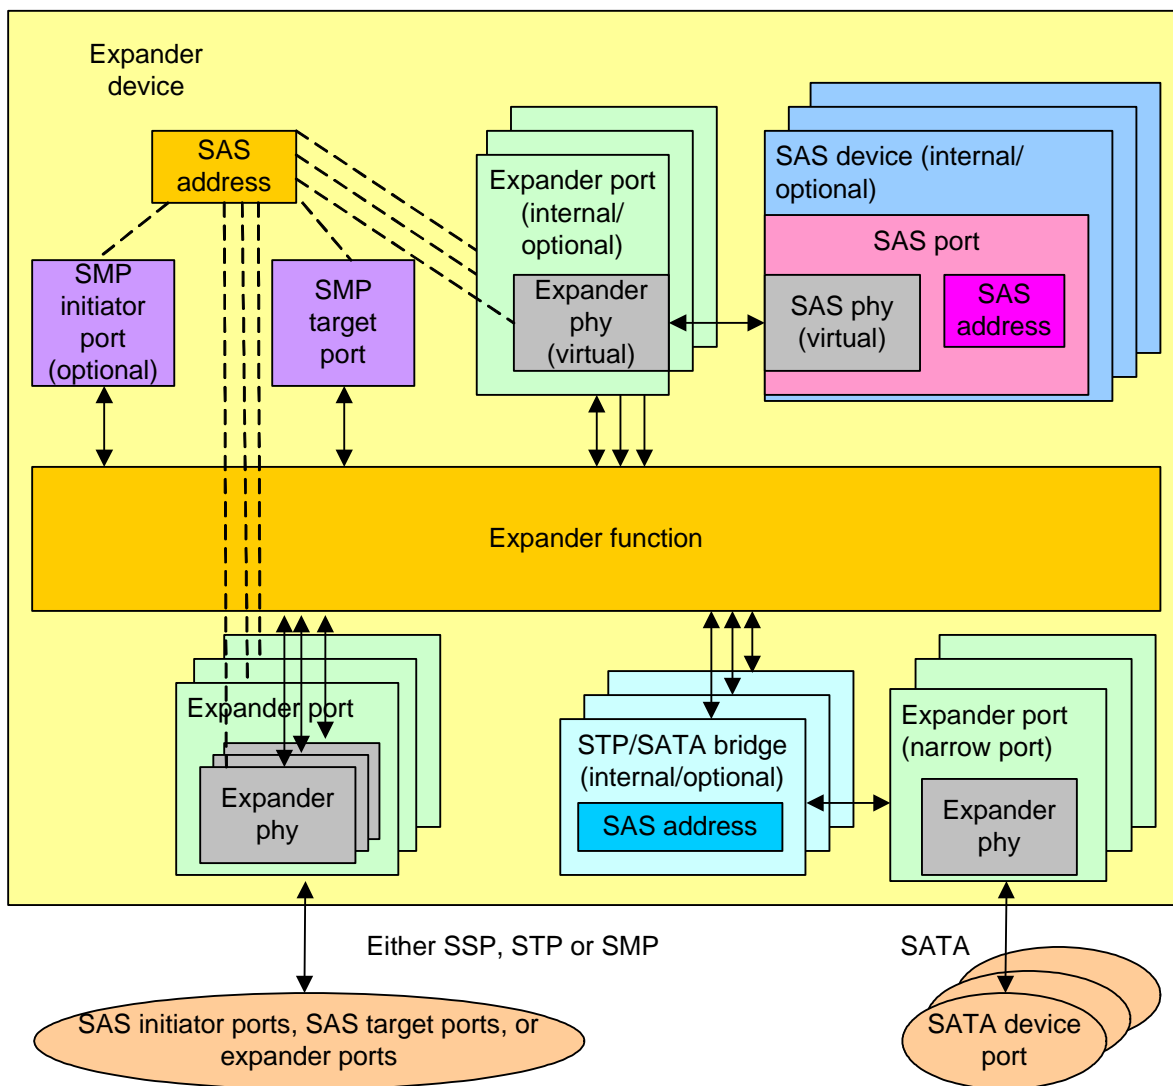 Expander
device
SAS
address
SMP
initiator
port
(optional)
SMP
target
port
Expander port
(internal/
optional)
Expander
phy
(virtual)
SAS device (internal/
optional)
SAS port
SAS phy
(virtual)
SAS
address
Expander function
Expander port
Expander
phy
STP/SATA bridge
(internal/optional)
SAS address
Expander port
(narrow port)
Expander
phy
Either SSP, STP or SMP
SATA
SAS initiator ports, SAS target ports, or
expander ports
SATA device
port